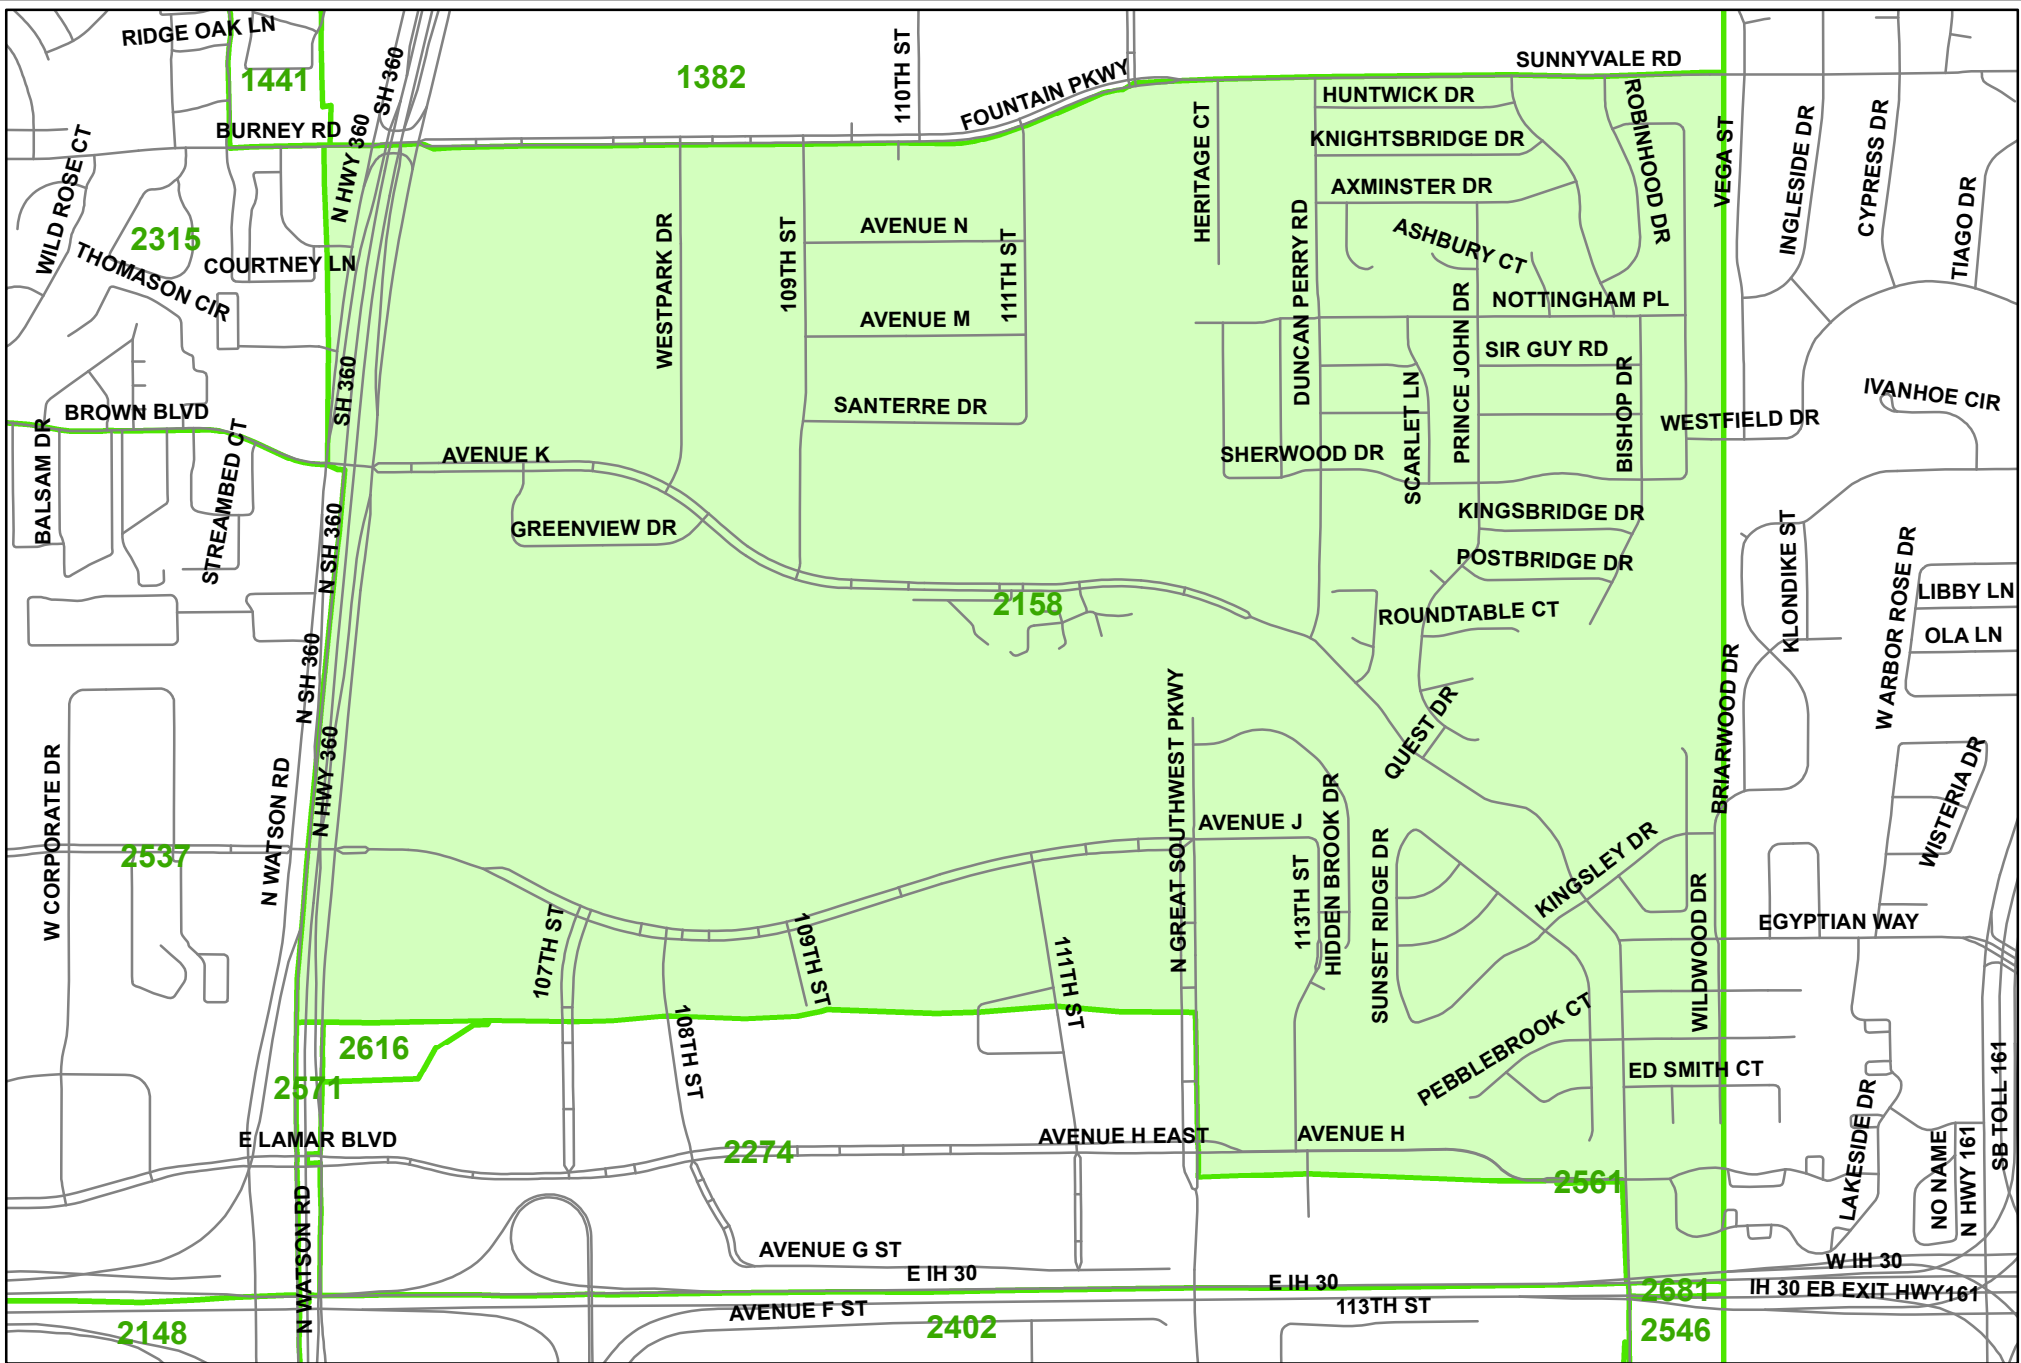 RIDGE OAK LN
1441
SH 360
1382
110TH ST
FOUNTAIN PKWY
SUNNYVALE RD
BURNEY RD
N HWY 360
HUNTWICK DR
KNIGHTSBRIDGE DR
AXMINSTER DR
ROBINHOOD DR
VEGA ST
INGLESIDE DR
CYPRESS DR
TIAGO DR
WILD ROSE CT
2315
THOMASON CIR
COURTNEY LN
WESTPARK DR
109TH ST
AVENUE N
111TH ST
AVENUE M
HERITAGE CT
DUNCAN PERRY RD
ASHBURY CT
PRINCE JOHN DR
NOTTINGHAM PL
SIR GUY RD
BISHOP DR
SCARLET LN
SHERWOOD DR
WESTFIELD DR
IVANHOE CIR
SH 360
SANTERRE DR
BROWN BLVD
BALSAM DR
STREAMBED CT
AVENUE K
GREENVIEW DR
N SH 360
KINGSBRIDGE DR
POSTBRIDGE DR
ROUNDTABLE CT
2158
KLONDIKE ST
W ARBOR ROSE DR
LIBBY LN
OLA LN
N SH 360
N HWY 360
N WATSON RD
W CORPORATE DR
2537
N GREAT SOUTHWEST PKWY
QUEST DR
BRIARWOOD DR
WISTERIA DR
AVENUE J
HIDDEN BROOK DR
113TH ST
SUNSET RIDGE DR
KINGSLEY DR
WILDWOOD DR
EGYPTIAN WAY
107TH ST
109TH ST
111TH ST
108TH ST
2616
2571
PEBBLEBROOK CT
ED SMITH CT
LAKESIDE DR
SB TOLL 161
NO NAME
N HWY 161
E LAMAR BLVD
2274
AVENUE H EAST
AVENUE H
2561
N WATSON RD
AVENUE G ST
E IH 30
E IH 30
W IH 30
2681
IH 30 EB EXIT HWY161
AVENUE F ST
113TH ST
2148
2402
2546